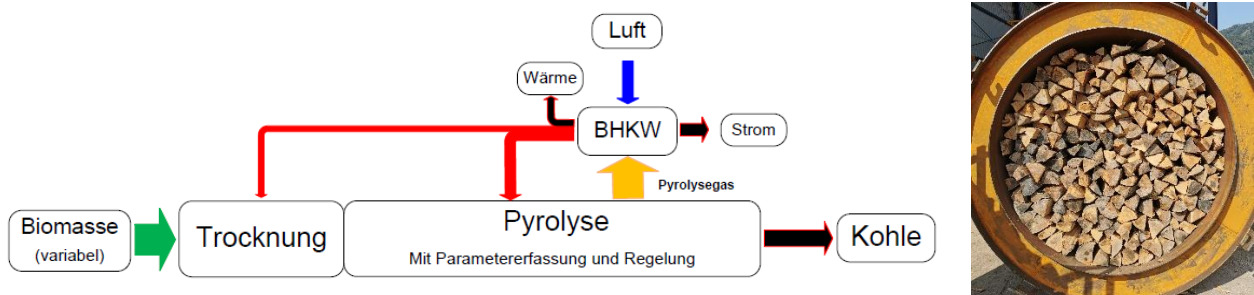 Luft
Wärme
BHKW
Strom
Pyrolysegas
Biomasse
(variabel)
Trocknung
Pyrolyse
Mit Parametererfassung und Regelung
Kohle